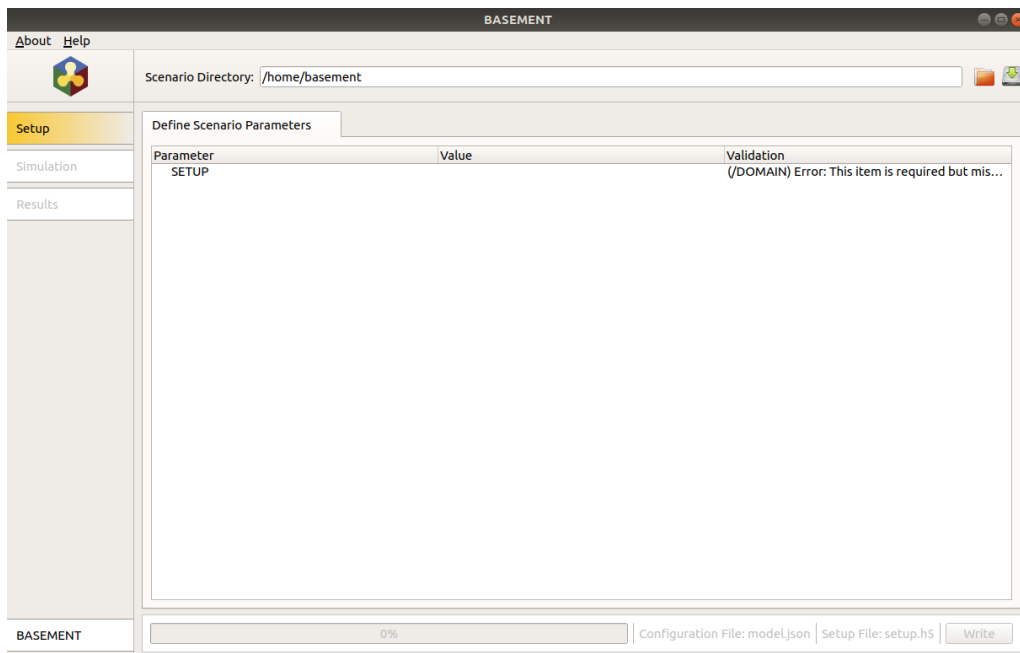 BASEMENT
About Help
Scenario Directory: /home/basement
Setup
Simulation
Results
Define Scenario Parameters
Parameter Value Validation
SETUP (/DOMAIN) Error: This item is required but mis...
BASEMENT
0% Configuration File: model.json Setup File: setup.h5 Write